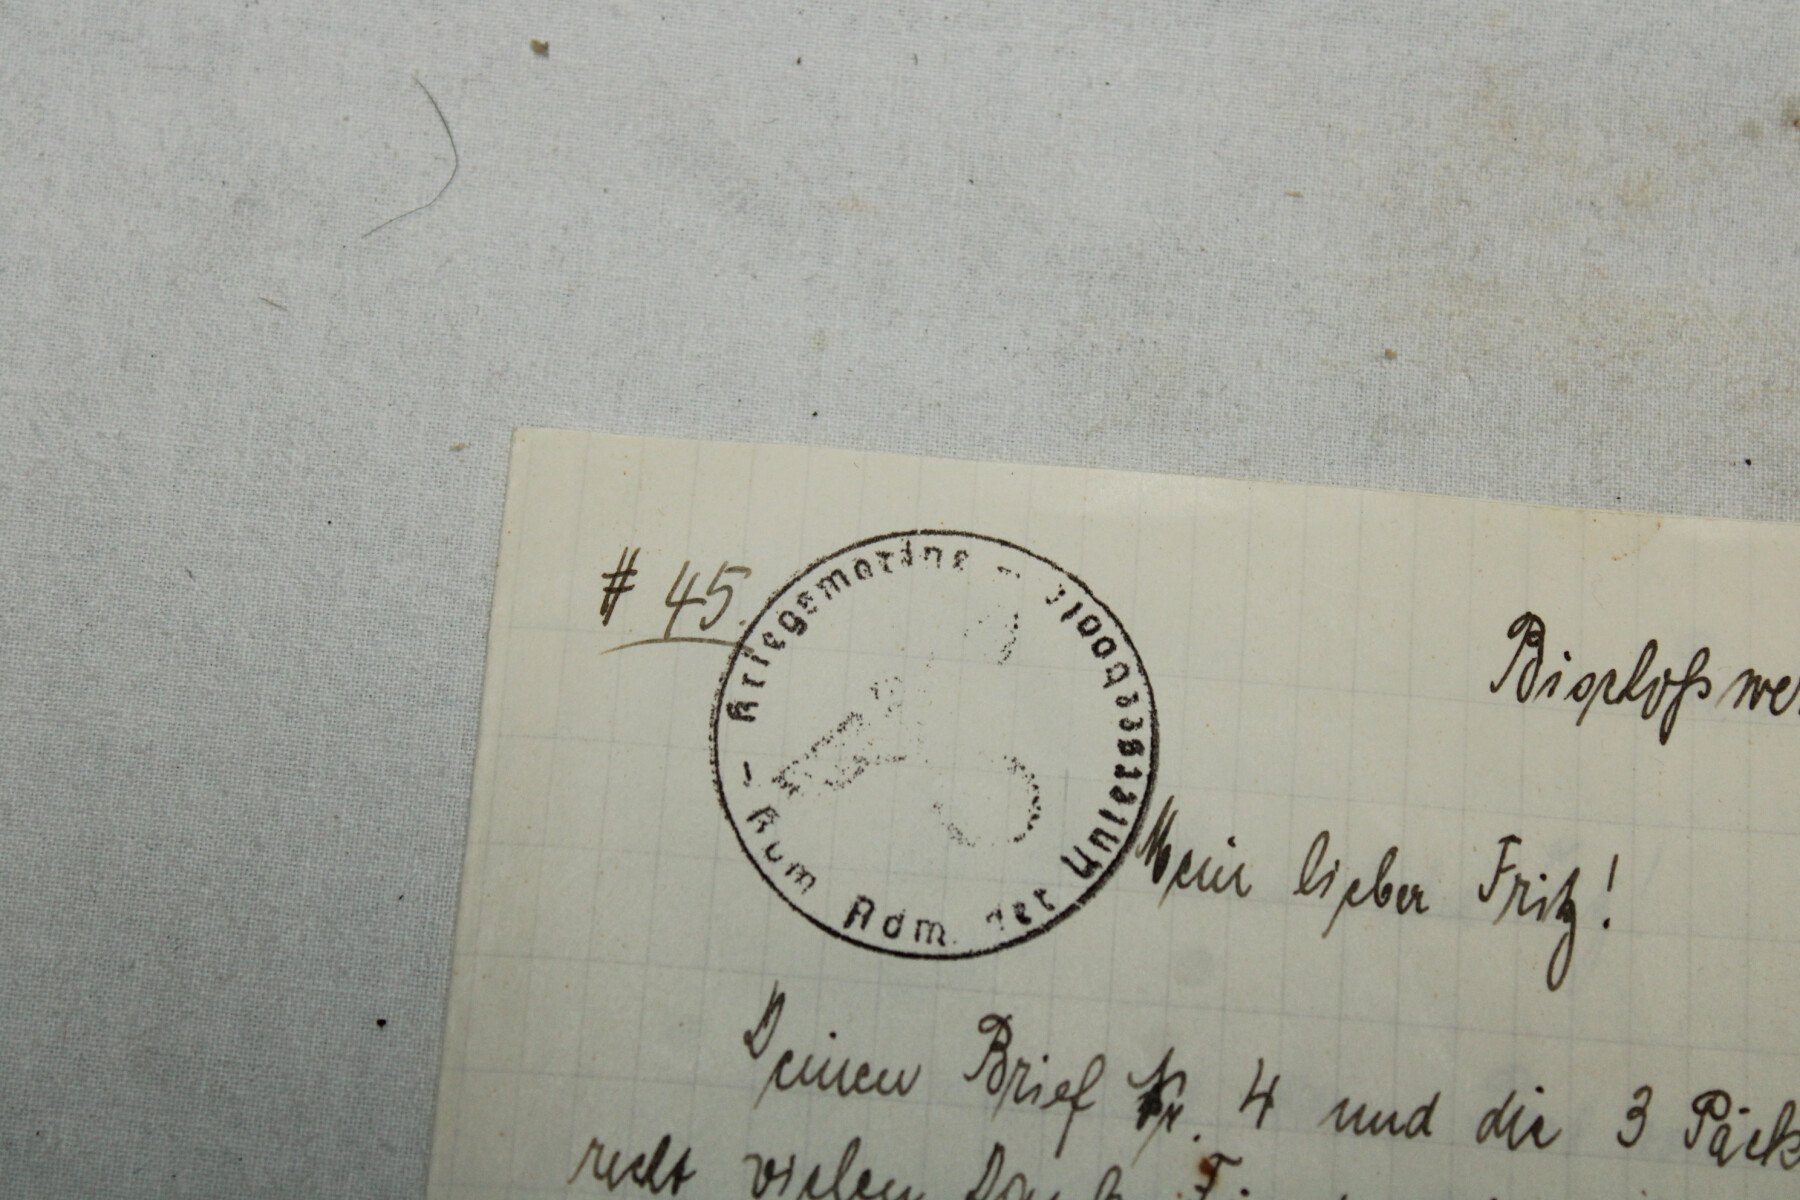 # 45.
Kriegsmarine – Unterseeboote
– Kom Adm. der
Bischofswe
Mein lieber Fritz!
Deinen Brief Nr. 4 und die 3 Päck
recht vielen Dank